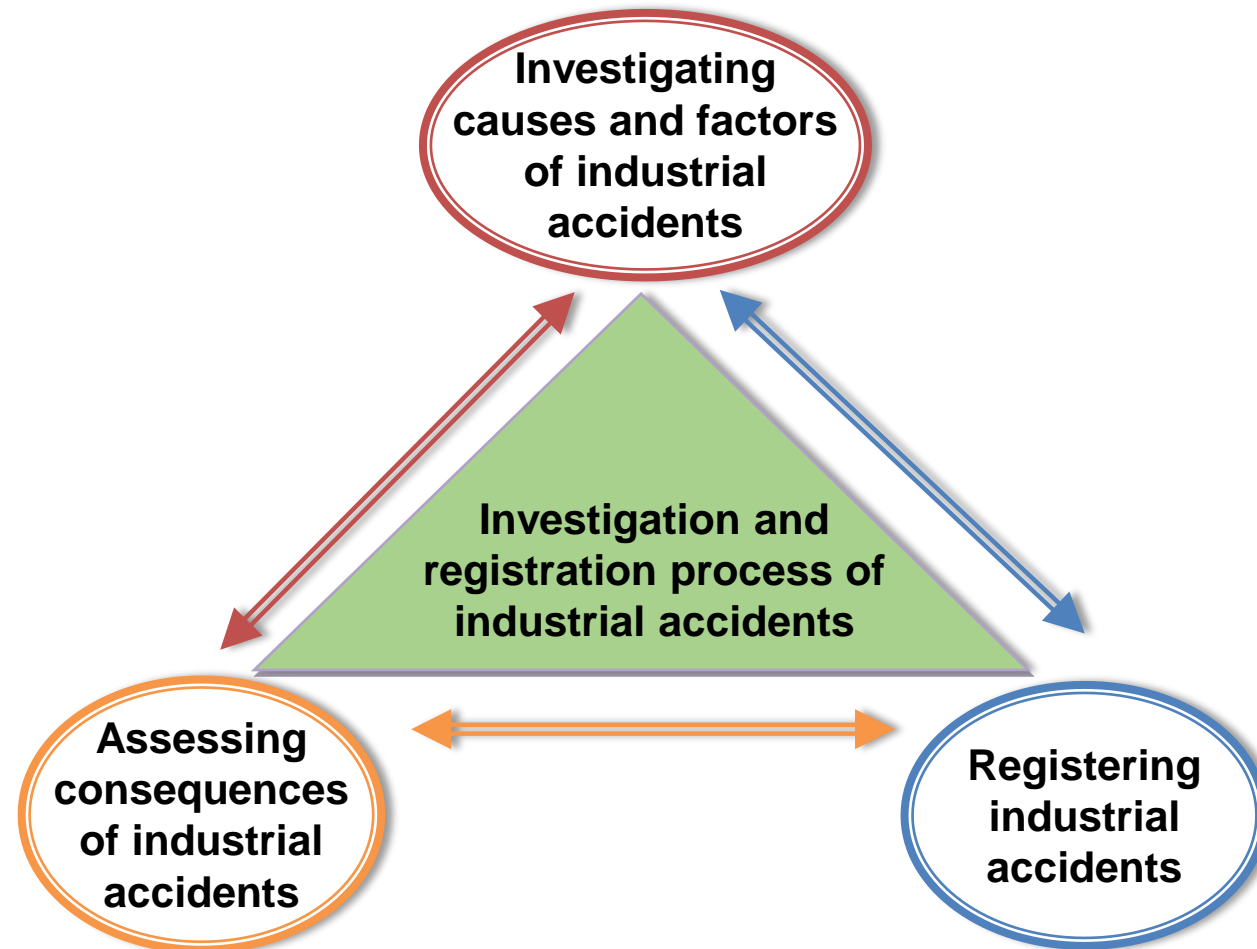 Investigating
causes and factors
of industrial
accidents
Investigation and
registration process of
industrial accidents
Assessing
consequences
of industrial
accidents
Registering
industrial
accidents